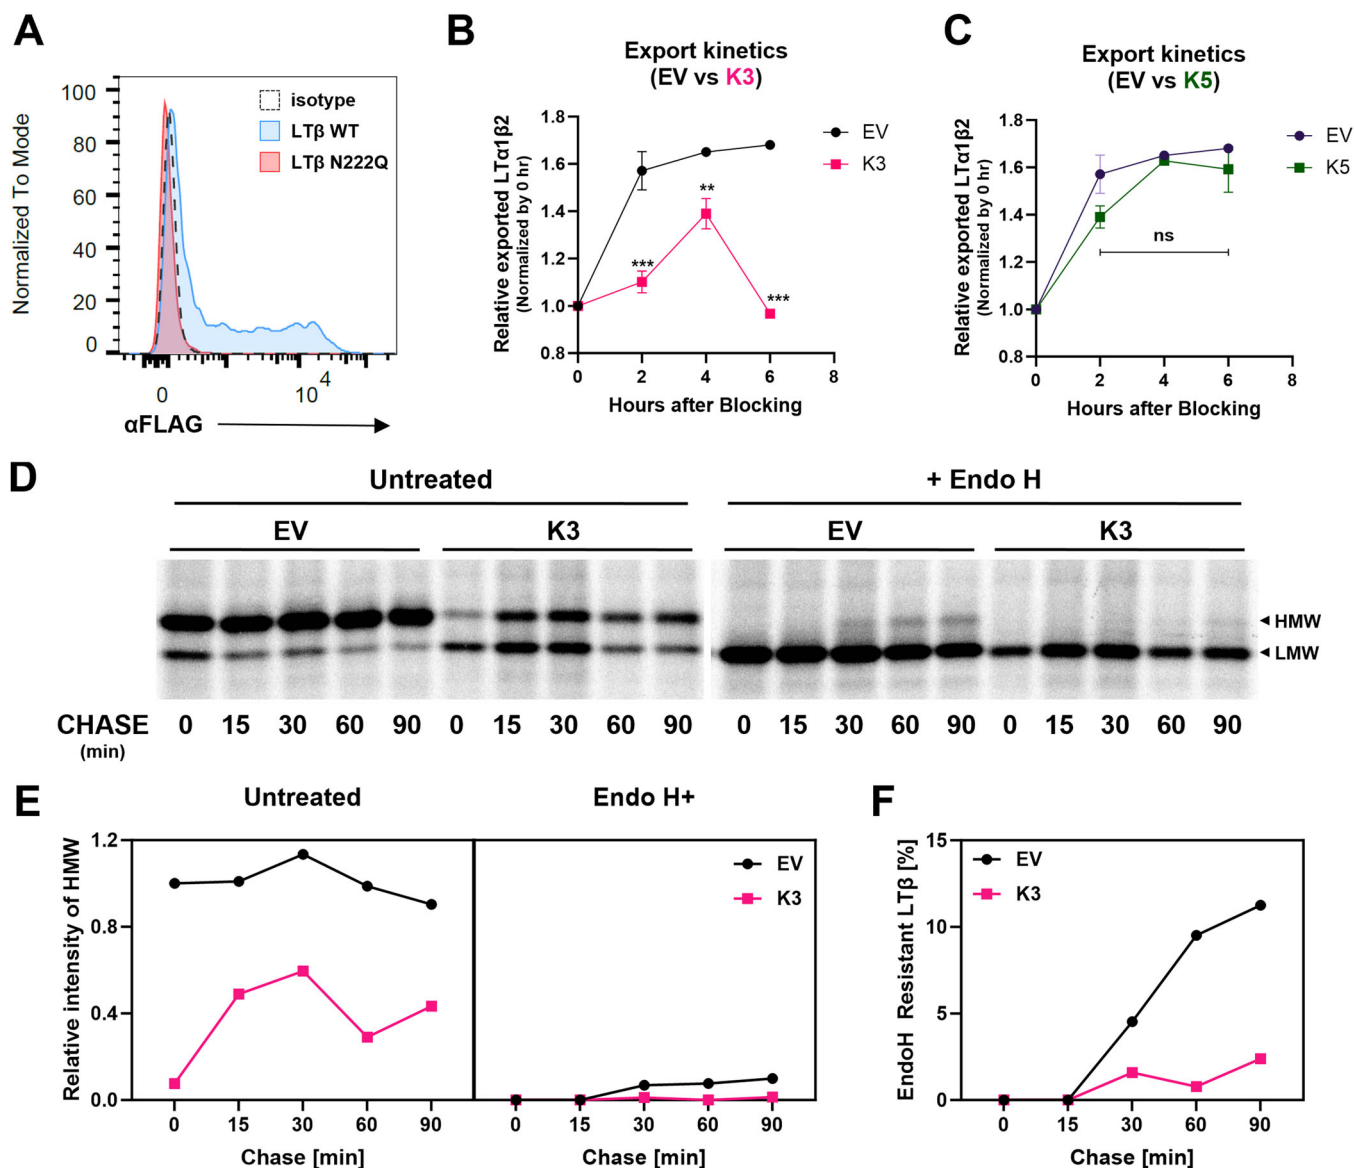 A
100
80
60
40
20
0
Normalized To Mode
isotype
LTβ WT
LTβ N222Q
0
10
4
αFLAG
B
Export kinetics
(EV vs K3)
Relative exported LTα1β2
(Normalized by 0 hr)
1.8
1.6
1.4
1.2
1.0
0.8
***
**
***
EV
K3
0 2 4 6 8
Hours after Blocking
C
Export kinetics
(EV vs K5)
Relative exported LTα1β2
(Normalized by 0 hr)
1.8
1.6
1.4
1.2
1.0
0.8
ns
EV
K5
0 2 4 6 8
Hours after Blocking
D
Untreated
+ Endo H
EV K3 EV K3
HMW
LMW
CHASE 0 15 30 60 90 0 15 30 60 90 0 15 30 60 90 0 15 30 60 90
(min)
E
Untreated
Endo H+
Relative intensity of HMW
1.2
0.8
0.4
0.0
EV
K3
0 15 30 60 90 0 15 30 60 90
Chase [min] Chase [min]
F
EndoH Resistant LTβ [%]
15
10
5
0
EV
K3
0 15 30 60 90
Chase [min]